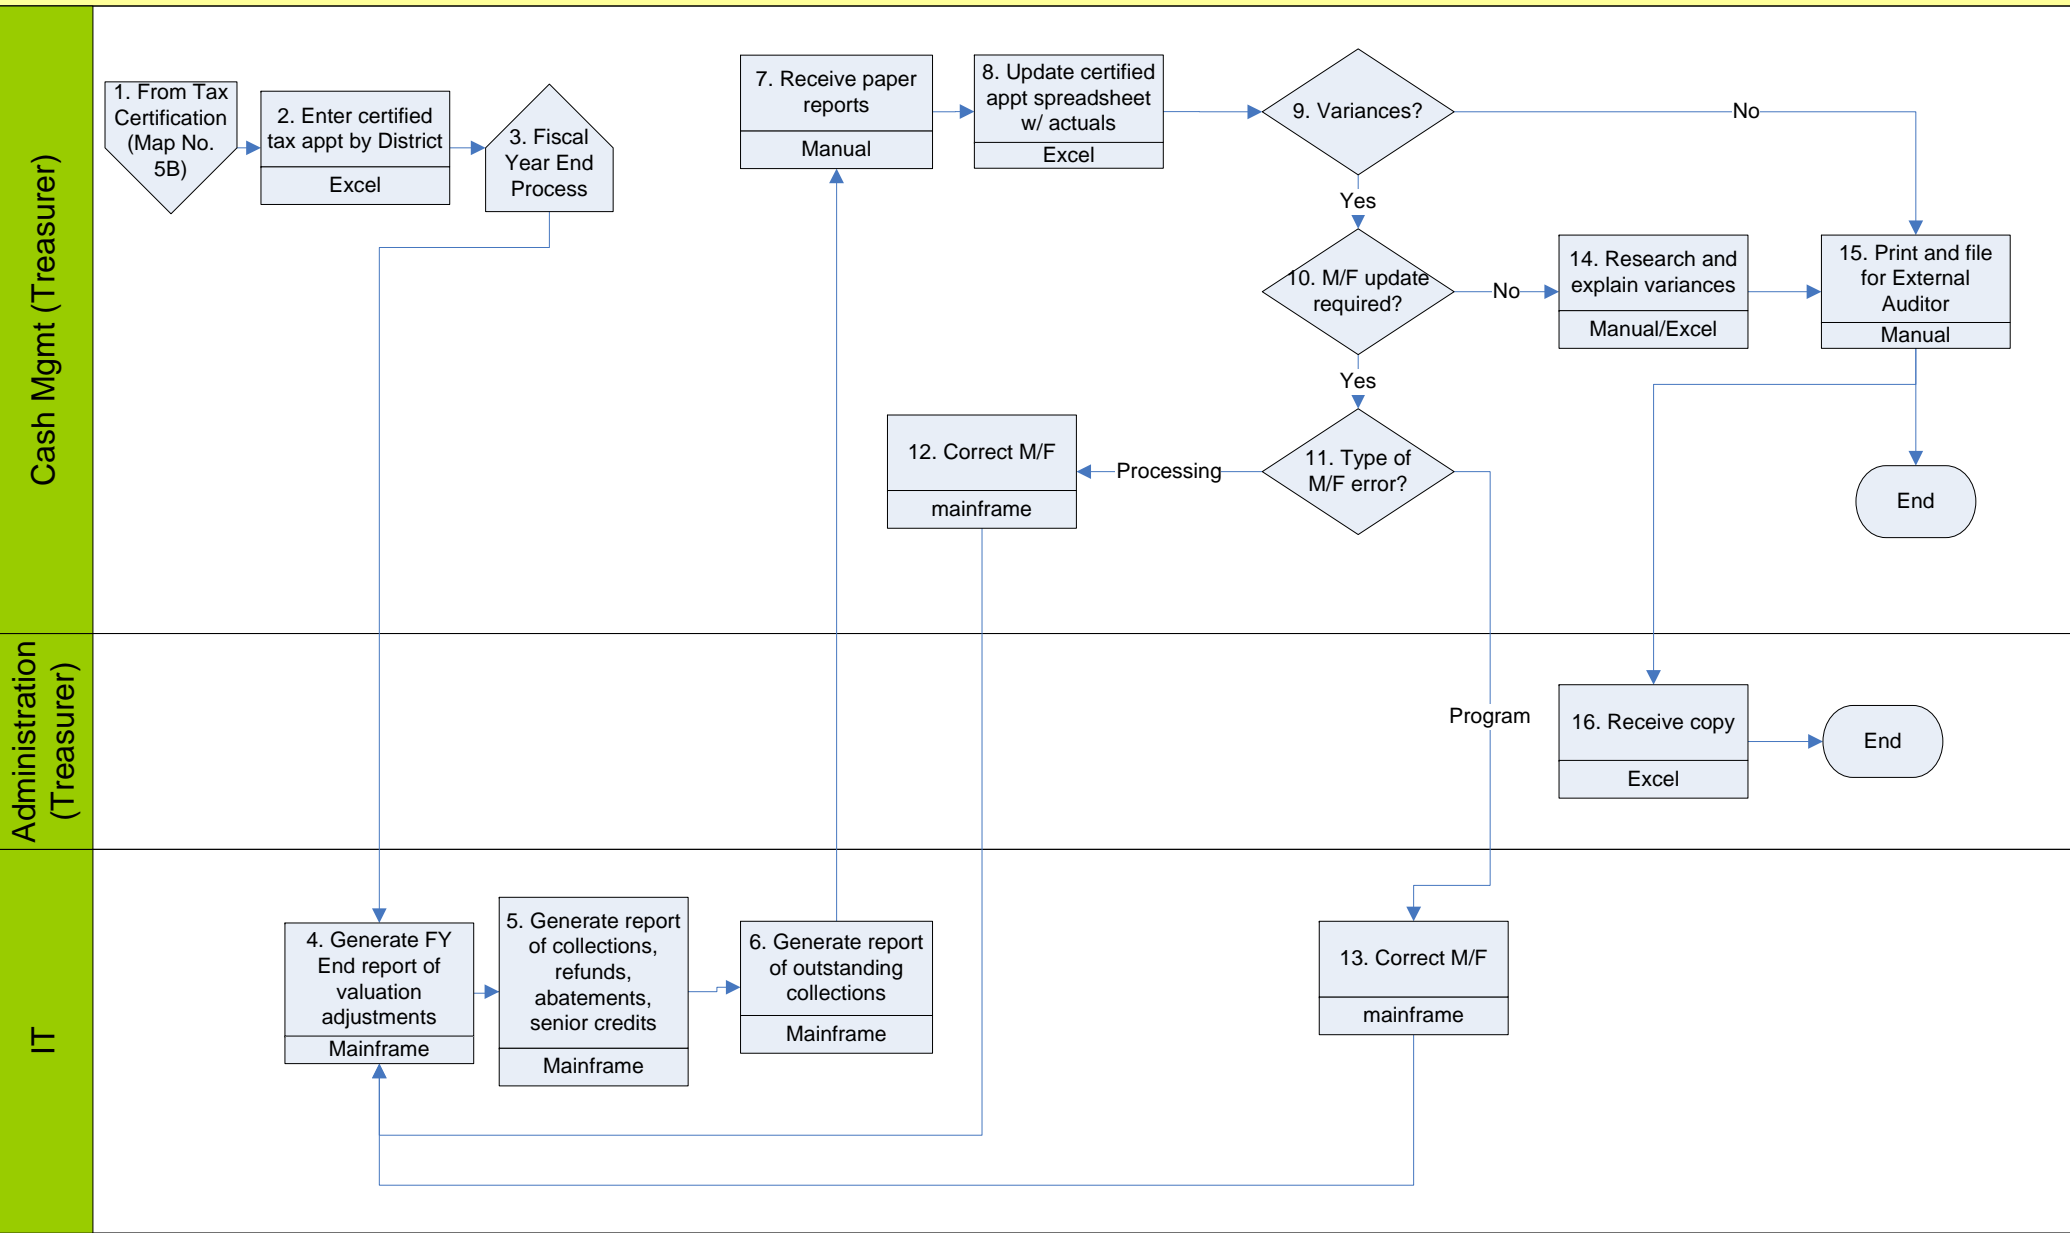 Cash Mgmt (Treasurer)
1. From Tax
Certification
(Map No.
5B)
2. Enter certified
tax appt by District
Excel
3. Fiscal
Year End
Process
7. Receive paper
reports
Manual
8. Update certified
appt spreadsheet
w/ actuals
Excel
9. Variances?
No
Yes
10. M/F update
required?
No
14. Research and
explain variances
Manual/Excel
15. Print and file
for External
Auditor
Manual
Yes
12. Correct M/F
mainframe
Processing
11. Type of
M/F error?
End
Administration
(Treasurer)
Program
16. Receive copy
Excel
End
IT
4. Generate FY
End report of
valuation
adjustments
Mainframe
5. Generate report
of collections,
refunds,
abatements,
senior credits
Mainframe
6. Generate report
of outstanding
collections
Mainframe
13. Correct M/F
mainframe